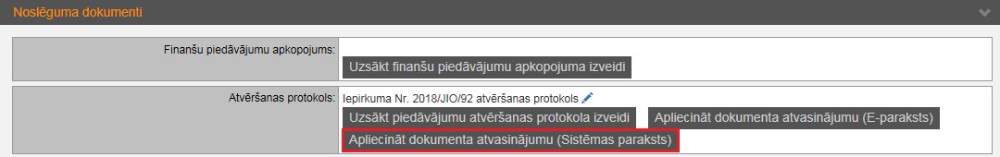 Noslēguma dokumenti
Finanšu piedāvājumu apkopojums:
Uzsākt finanšu piedāvājumu apkopojuma izveidi
Atvēršanas protokols:
Iepirkuma Nr. 2018/JIO/92 atvēršanas protokols
Uzsākt piedāvājumu atvēršanas protokola izveidi
Apliecināt dokumenta atvasinājumu (E-paraksts)
Apliecināt dokumenta atvasinājumu (Sistēmas paraksts)